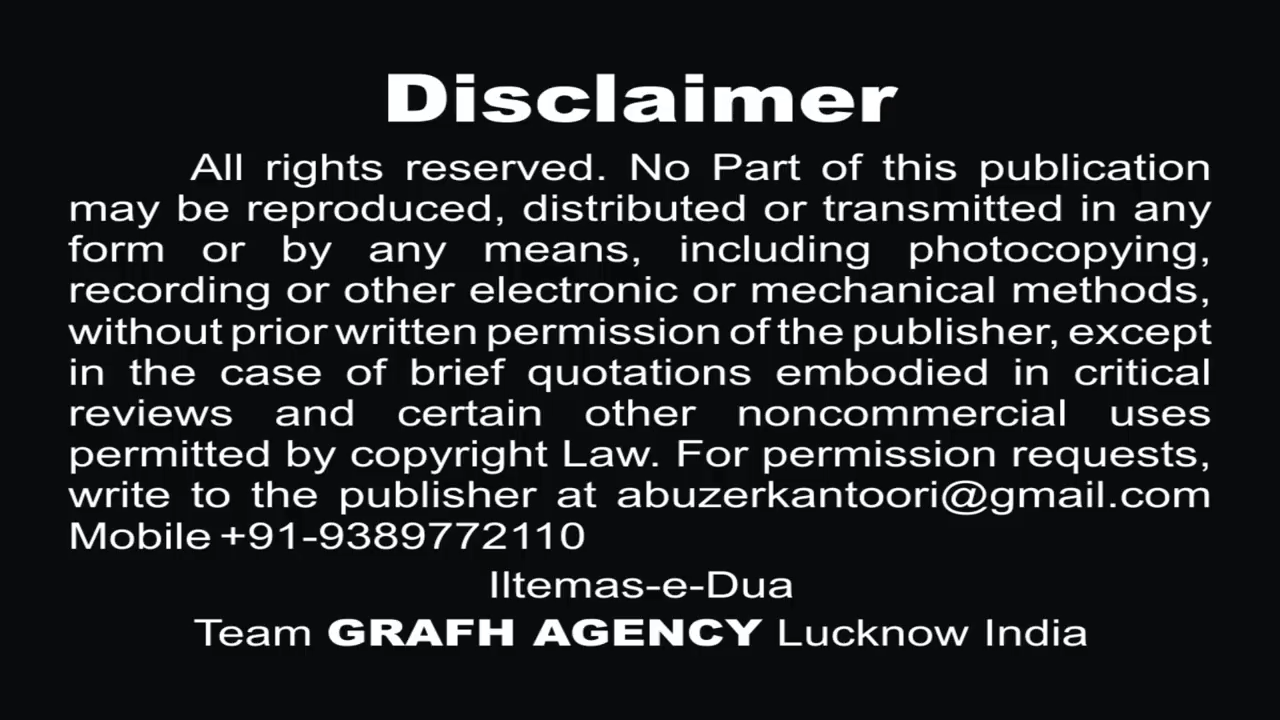 Disclaimer
All rights reserved. No Part of this publication
may be reproduced, distributed or transmitted in any
form or by any means, including photocopying,
recording or other electronic or mechanical methods,
without prior written permission of the publisher, except
in the case of brief quotations embodied in critical
reviews and certain other noncommercial uses
permitted by copyright Law. For permission requests,
write to the publisher at abuzerkantoori@gmail.com
Mobile +91-9389772110
IItemas-e-Dua
Team GRAFH AGENCY Lucknow India